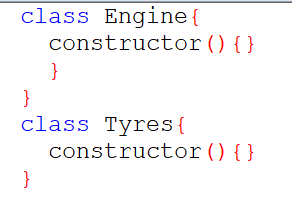 class Engine{
  constructor(){}
  }
}
class Tyres{
  constructor(){}
}